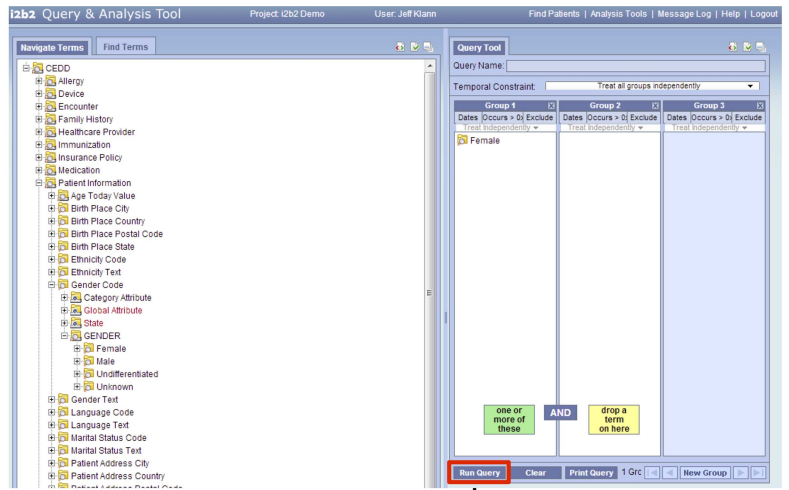 i2b2 Query & Analysis Tool Project: i2b2 Demo User: Jeff Klann Find Patients | Analysis Tools | Message Log | Help | Logout
Navigate Terms Find Terms
CEDD
Allergy
Device
Encounter
Family History
Healthcare Provider
Immunization
Insurance Policy
Medication
Patient Information
Age Today Value
Birth Place City
Birth Place Country
Birth Place Postal Code
Birth Place State
Ethnicity Code
Ethnicity Text
Gender Code
Category Attribute
Global Attribute
State
GENDER
Female
Male
Undifferentiated
Unknown
Gender Text
Language Code
Language Text
Marital Status Code
Marital Status Text
Patient Address City
Patient Address Country
Patient Address Postal Code
Query Tool
Query Name:
Temporal Constraint: Treat all groups independently
Group 1 Group 2 Group 3
Dates Occurs > 0x Exclude Dates Occurs > 0x Exclude Dates Occurs > 0x Exclude
Treat Independently Treat Independently Treat Independently
Female
one or
more of
these
AND
drop a
term
on here
Run Query Clear Print Query 1 Grc New Group